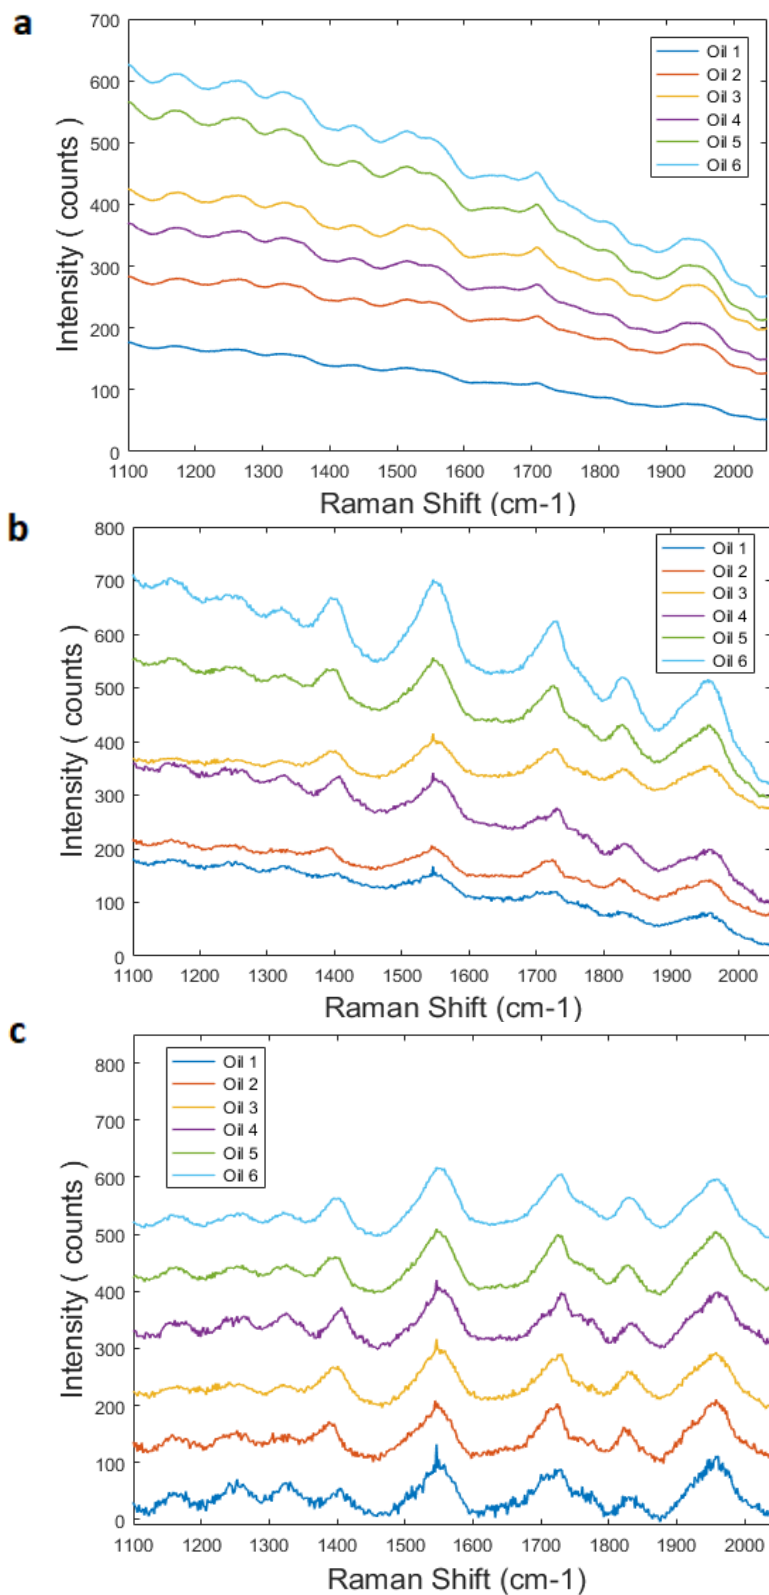 a
700
600
500
400
300
200
100
0
Intensity ( counts )
Oil 1
Oil 2
Oil 3
Oil 4
Oil 5
Oil 6
1100 1200 1300 1400 1500 1600 1700 1800 1900 2000
Raman Shift (cm-1)
b
800
700
600
500
400
300
200
100
0
Intensity ( counts )
Oil 1
Oil 2
Oil 3
Oil 4
Oil 5
Oil 6
1100 1200 1300 1400 1500 1600 1700 1800 1900 2000
Raman Shift (cm-1)
c
800
700
600
500
400
300
200
100
0
Intensity ( counts )
Oil 1
Oil 2
Oil 3
Oil 4
Oil 5
Oil 6
1100 1200 1300 1400 1500 1600 1700 1800 1900 2000
Raman Shift (cm-1)